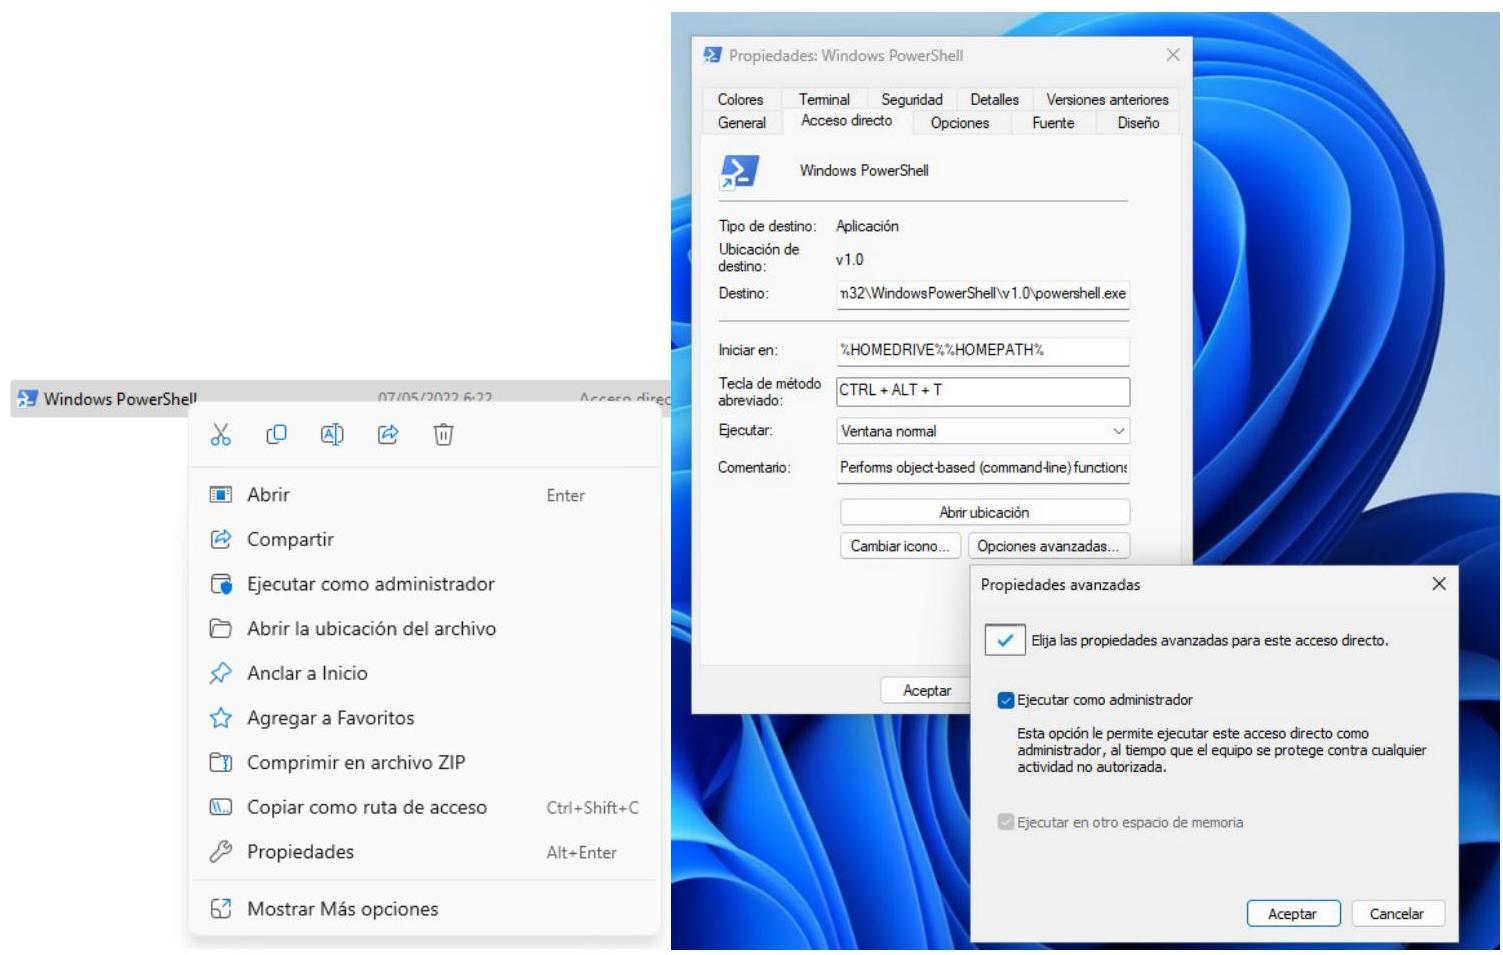 Windows PowerShell
07/05/2022 6:22
Acceso direc
Abrir Enter
Compartir
Ejecutar como administrador
Abrir la ubicación del archivo
Anclar a Inicio
Agregar a Favoritos
Comprimir en archivo ZIP
Copiar como ruta de acceso Ctrl+Shift+C
Propiedades Alt+Enter
Mostrar Más opciones
Propiedades: Windows PowerShell
Colores Terminal Seguridad Detalles Versiones anteriores
General Acceso directo Opciones Fuente Diseño
Windows PowerShell
Tipo de destino: Aplicación
Ubicación de
destino: v1.0
Destino: m32\WindowsPowerShell\v1.0\powershell.exe
Iniciar en: %HOMEDRIVE%%HOMEPATH%
Tecla de método
abreviado: CTRL + ALT + T
Ejecutar: Ventana normal
Comentario: Performs object-based (command-line) functions
Abrir ubicación
Cambiar icono... Opciones avanzadas...
Aceptar
Propiedades avanzadas
Elija las propiedades avanzadas para este acceso directo.
Ejecutar como administrador
Esta opción le permite ejecutar este acceso directo como
administrador, al tiempo que el equipo se protege contra cualquier
actividad no autorizada.
Ejecutar en otro espacio de memoria
Aceptar Cancelar